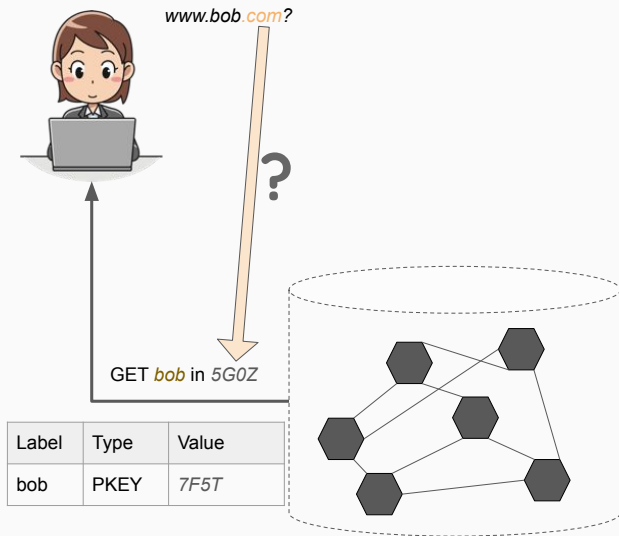 www.bob.com?
?
GET bob in 5G0Z
Label Type Value
bob PKEY 7F5T